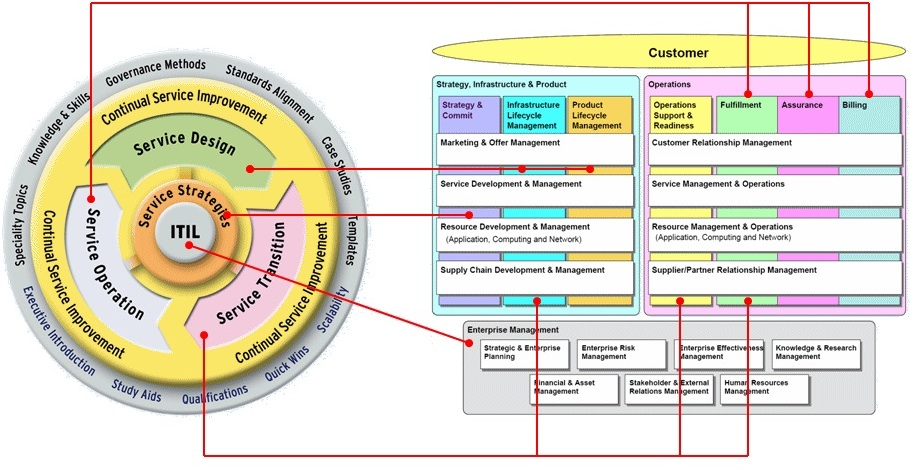 Governance Methods
Standards Alignment
Case Studies
Templates
Scalability
Quick Wins
Qualifications
Study Aids
Executive Introduction
Speciality Topics
Knowledge & Skills
Continual Service Improvement
Continual Service Improvement
Continual Service Improvement
Service Design
Service Transition
Service Operation
Service Strategies
ITIL
Customer
Strategy, Infrastructure & Product
Strategy &
Commit
Infrastructure
Lifecycle
Management
Product
Lifecycle
Management
Marketing & Offer Management
Service Development & Management
Resource Development & Management
(Application, Computing and Network)
Supply Chain Development & Management
Operations
Operations
Support &
Readiness
Fulfillment
Assurance
Billing
Customer Relationship Management
Service Management & Operations
Resource Management & Operations
(Application, Computing and Network)
Supplier/Partner Relationship Management
Enterprise Management
Strategic & Enterprise
Planning
Enterprise Risk
Management
Enterprise Effectiveness
Management
Knowledge & Research
Management
Financial & Asset
Management
Stakeholder & External
Relations Management
Human Resources
Management